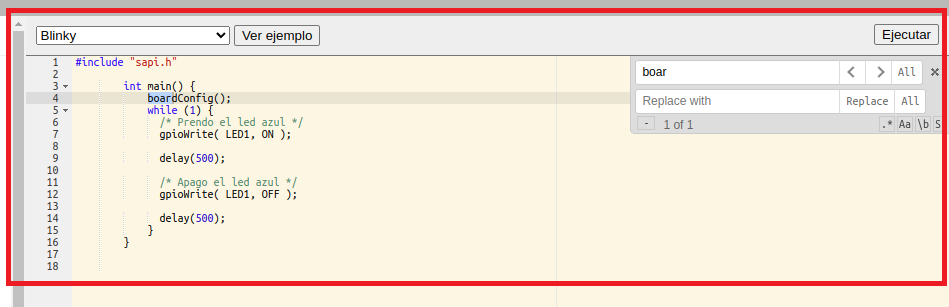 Blinky Ver ejemplo Ejecutar
1 #include "sapi.h"
2
3 int main() {
4 boardConfig();
5 while (1) {
6 /* Prendo el led azul */
7 gpioWrite( LED1, ON );
8
9 delay(500);
10
11 /* Apago el led azul */
12 gpioWrite( LED1, OFF );
13
14 delay(500);
15 }
16 }
17
18
boar All
Replace with Replace All
- 1 of 1 .* Aa \b S